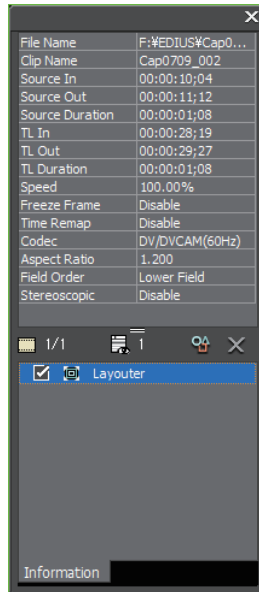 File Name F:¥EDIUS¥Cap0...
Clip Name Cap0709_002
Source In 00:00:10;04
Source Out 00:00:11;12
Source Duration 00:00:01;08
TL In 00:00:28;19
TL Out 00:00:29;27
TL Duration 00:00:01;08
Speed 100.00%
Freeze Frame Disable
Time Remap Disable
Codec DV/DVCAM(60Hz)
Aspect Ratio 1.200
Field Order Lower Field
Stereoscopic Disable
1/1 1
Layouter
Information